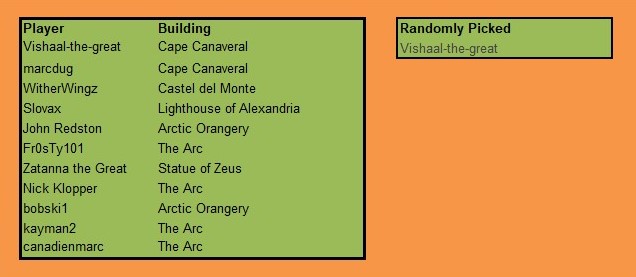 Player Building
Vishaal-the-great Cape Canaveral
marcdug Cape Canaveral
WitherWingz Castel del Monte
Slovax Lighthouse of Alexandria
John Redston Arctic Orangery
Fr0sTy101 The Arc
Zatanna the Great Statue of Zeus
Nick Klopper The Arc
bobski1 Arctic Orangery
kayman2 The Arc
canadienmarc The Arc
Randomly Picked
Vishaal-the-great